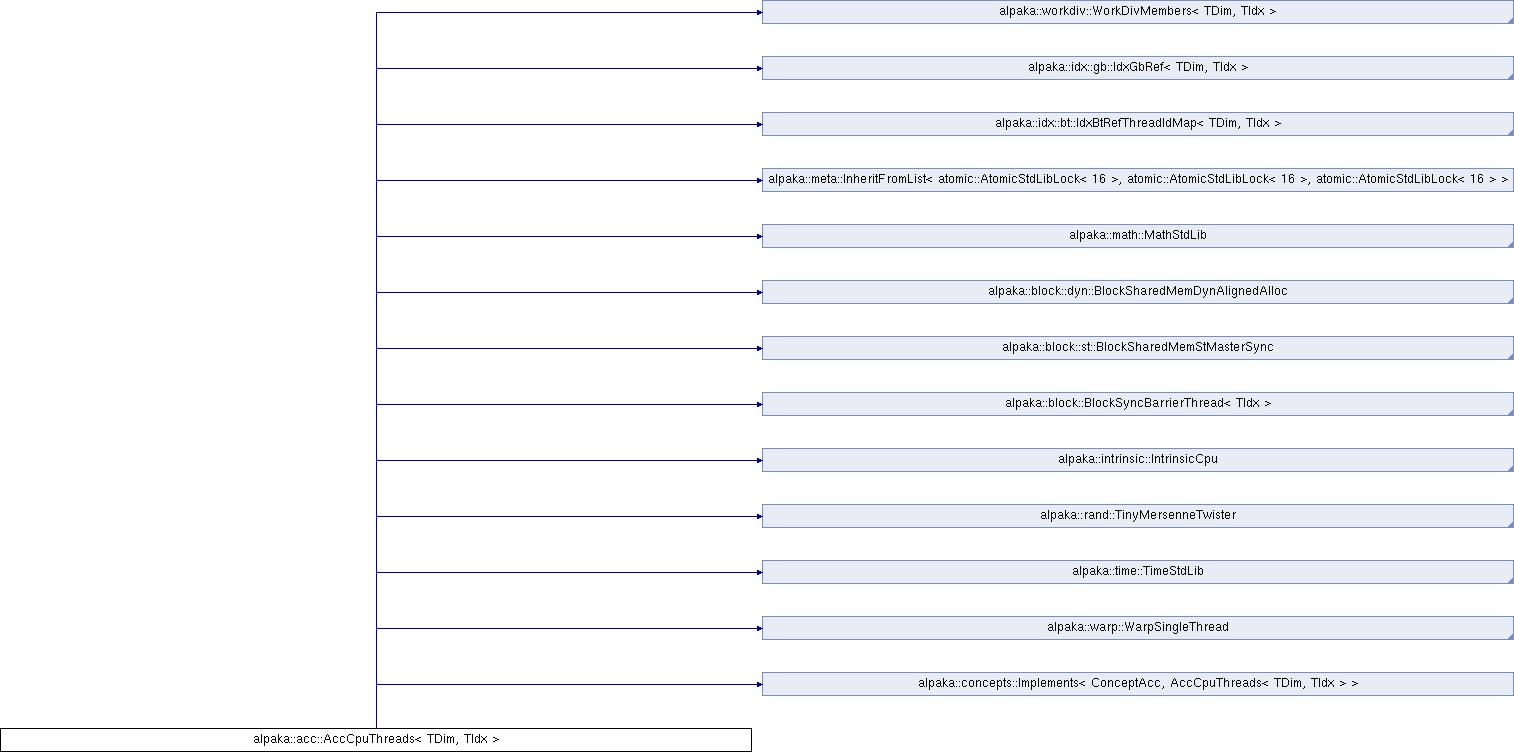 alpaka::workdiv::WorkDivMembers< TDim, TIdx >
alpaka::idx::gb::IdxGbRef< TDim, TIdx >
alpaka::idx::bt::IdxBtRefThreadIdMap< TDim, TIdx >
alpaka::meta::InheritFromList< atomic::AtomicStdLibLock< 16 >, atomic::AtomicStdLibLock< 16 >, atomic::AtomicStdLibLock< 16 > >
alpaka::math::MathStdLib
alpaka::block::dyn::BlockSharedMemDynAlignedAlloc
alpaka::block::st::BlockSharedMemStMasterSync
alpaka::block::BlockSyncBarrierThread< TIdx >
alpaka::intrinsic::IntrinsicCpu
alpaka::rand::TinyMersenneTwister
alpaka::time::TimeStdLib
alpaka::warp::WarpSingleThread
alpaka::concepts::Implements< ConceptAcc, AccCpuThreads< TDim, TIdx > >
alpaka::acc::AccCpuThreads< TDim, TIdx >